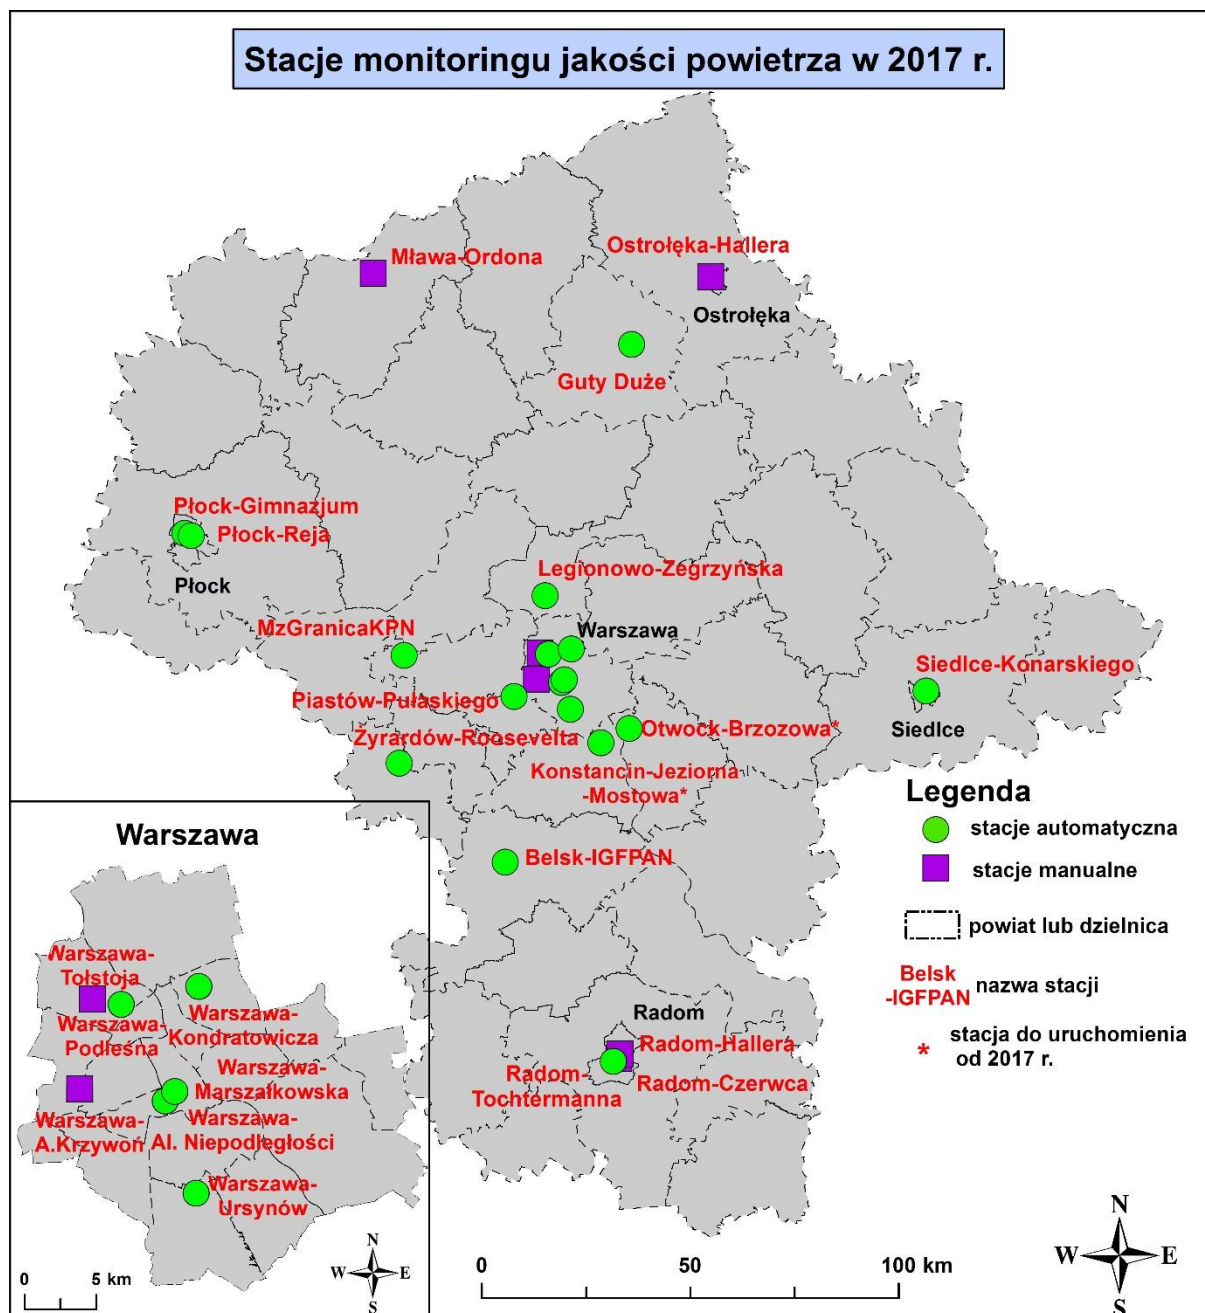 Stacje monitoringu jakości powietrza w 2017 r.
Mława-Ordona
Ostrołęka-Hallera
Ostrołęka
Guty Duże
Płock-Gimnazjum
Płock-Reja
Płock
Legionowo-Zegrzyńska
MzGranicaKPN
Warszawa
Siedlce-Konarskiego
Siedlce
Piastów-Pułaskiego
Otwock-Brzozowa*
Żyrardów-Roosevelta
Konstancin-Jeziorna
-Mostowa*
Belsk-IGFPAN
Radom
Radom-Hallera
Radom-
Tochtermanna
Radom-Czerwca
Legenda
stacje automatyczna
stacje manualne
powiat lub dzielnica
Belsk
-IGFPAN
nazwa stacji
* stacja do uruchomienia
od 2017 r.
Warszawa
Warszawa-
Tołstoja
Warszawa-
Podleśna
Warszawa-
Kondratowicza
Warszawa-
Marszałkowska
Warszawa-
A.Krzywoń
Warszawa-
Al. Niepodległości
Warszawa-
Ursynów
0 5 km
N
W E
S
0 50 100 km
N
W E
S